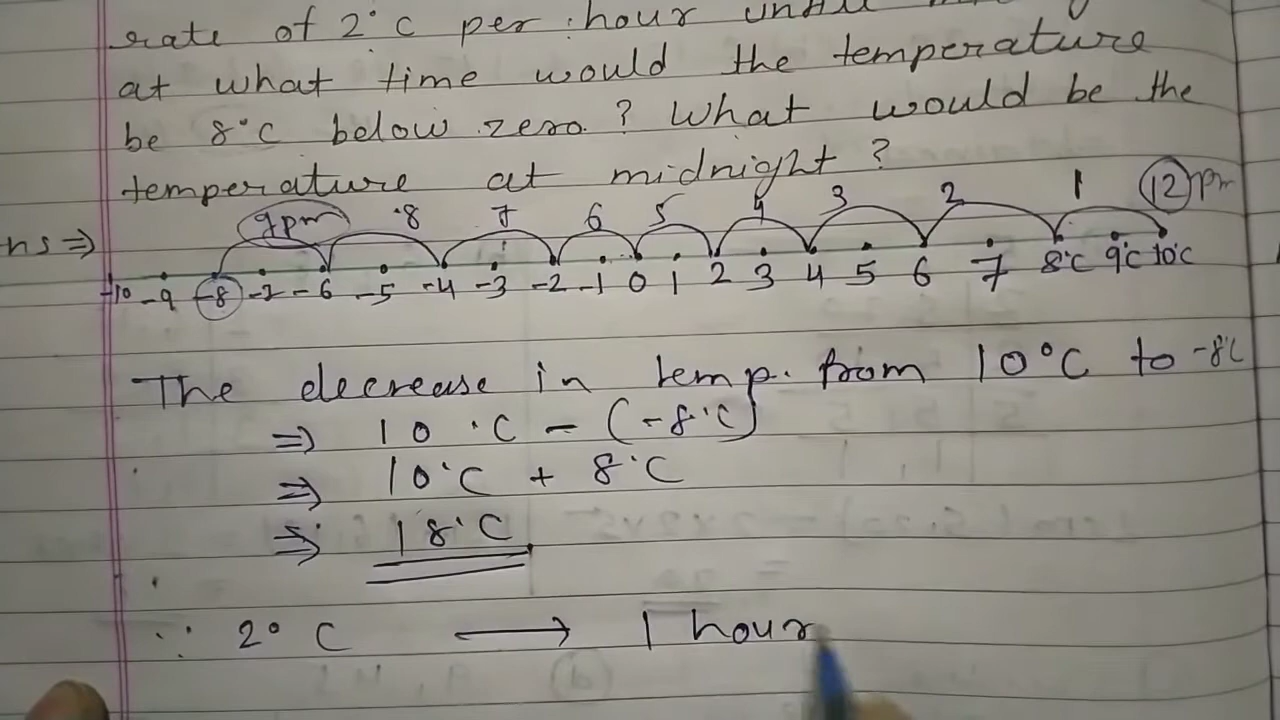 rate of 2°C per hour until
at what time would the temperature
be 8°C below zero? What would be the
temperature at midnight?
9pm 8 7 6 5 4 3 2 1 12 pm
ns ⇒
-10 -9 -8 -7 -6 -5 -4 -3 -2 -1 0 1 2 3 4 5 6 7 8°C 9°C 10°C
The decrease in temp. from 10°C to -8°C
⇒ 10°C - (-8°C)
⇒ 10°C + 8°C
⇒ 18°C
∵ 2°C ⟶ 1 hour